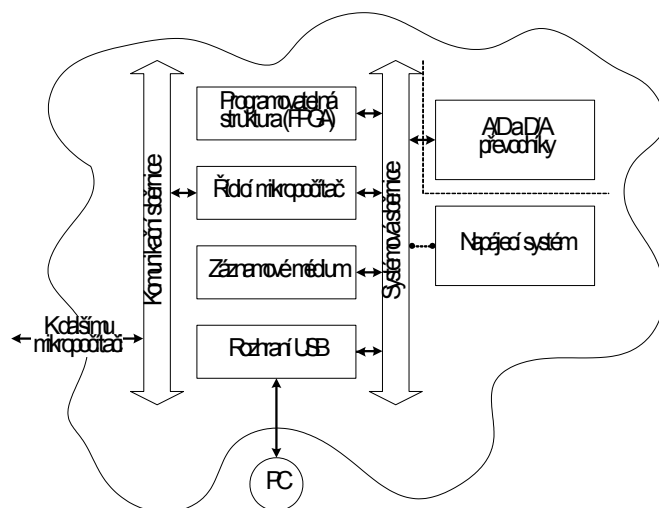 Programovatelná
struktura (FPGA)
A/D a D/A
převodníky
Komunikační sběrnice
Řídicí mikropočítač
Systémová sběrnice
Napájecí systém
Záznamové médium
K dalšímu
mikropočítači
Rozhraní USB
PC